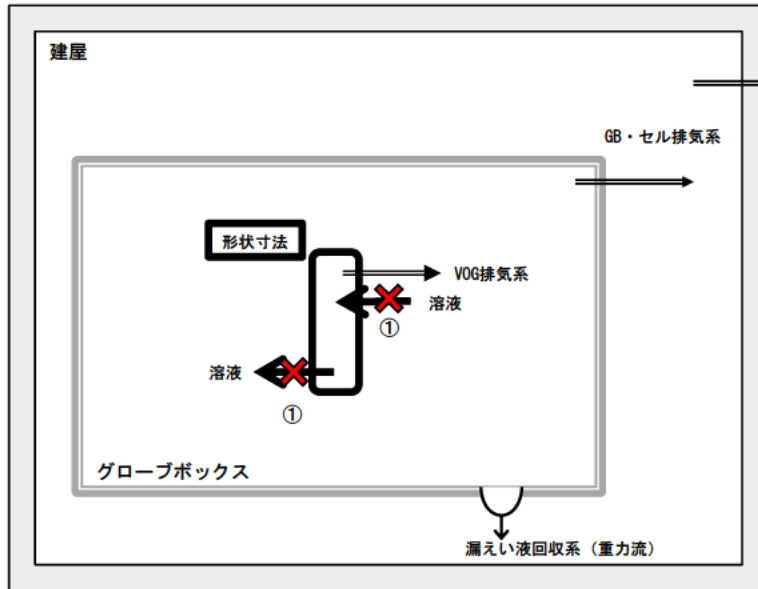 建屋
GB・セル排気系
形状寸法
VOG排気系
溶液
①
溶液
①
グローブボックス
漏えい液回収系（重力流）